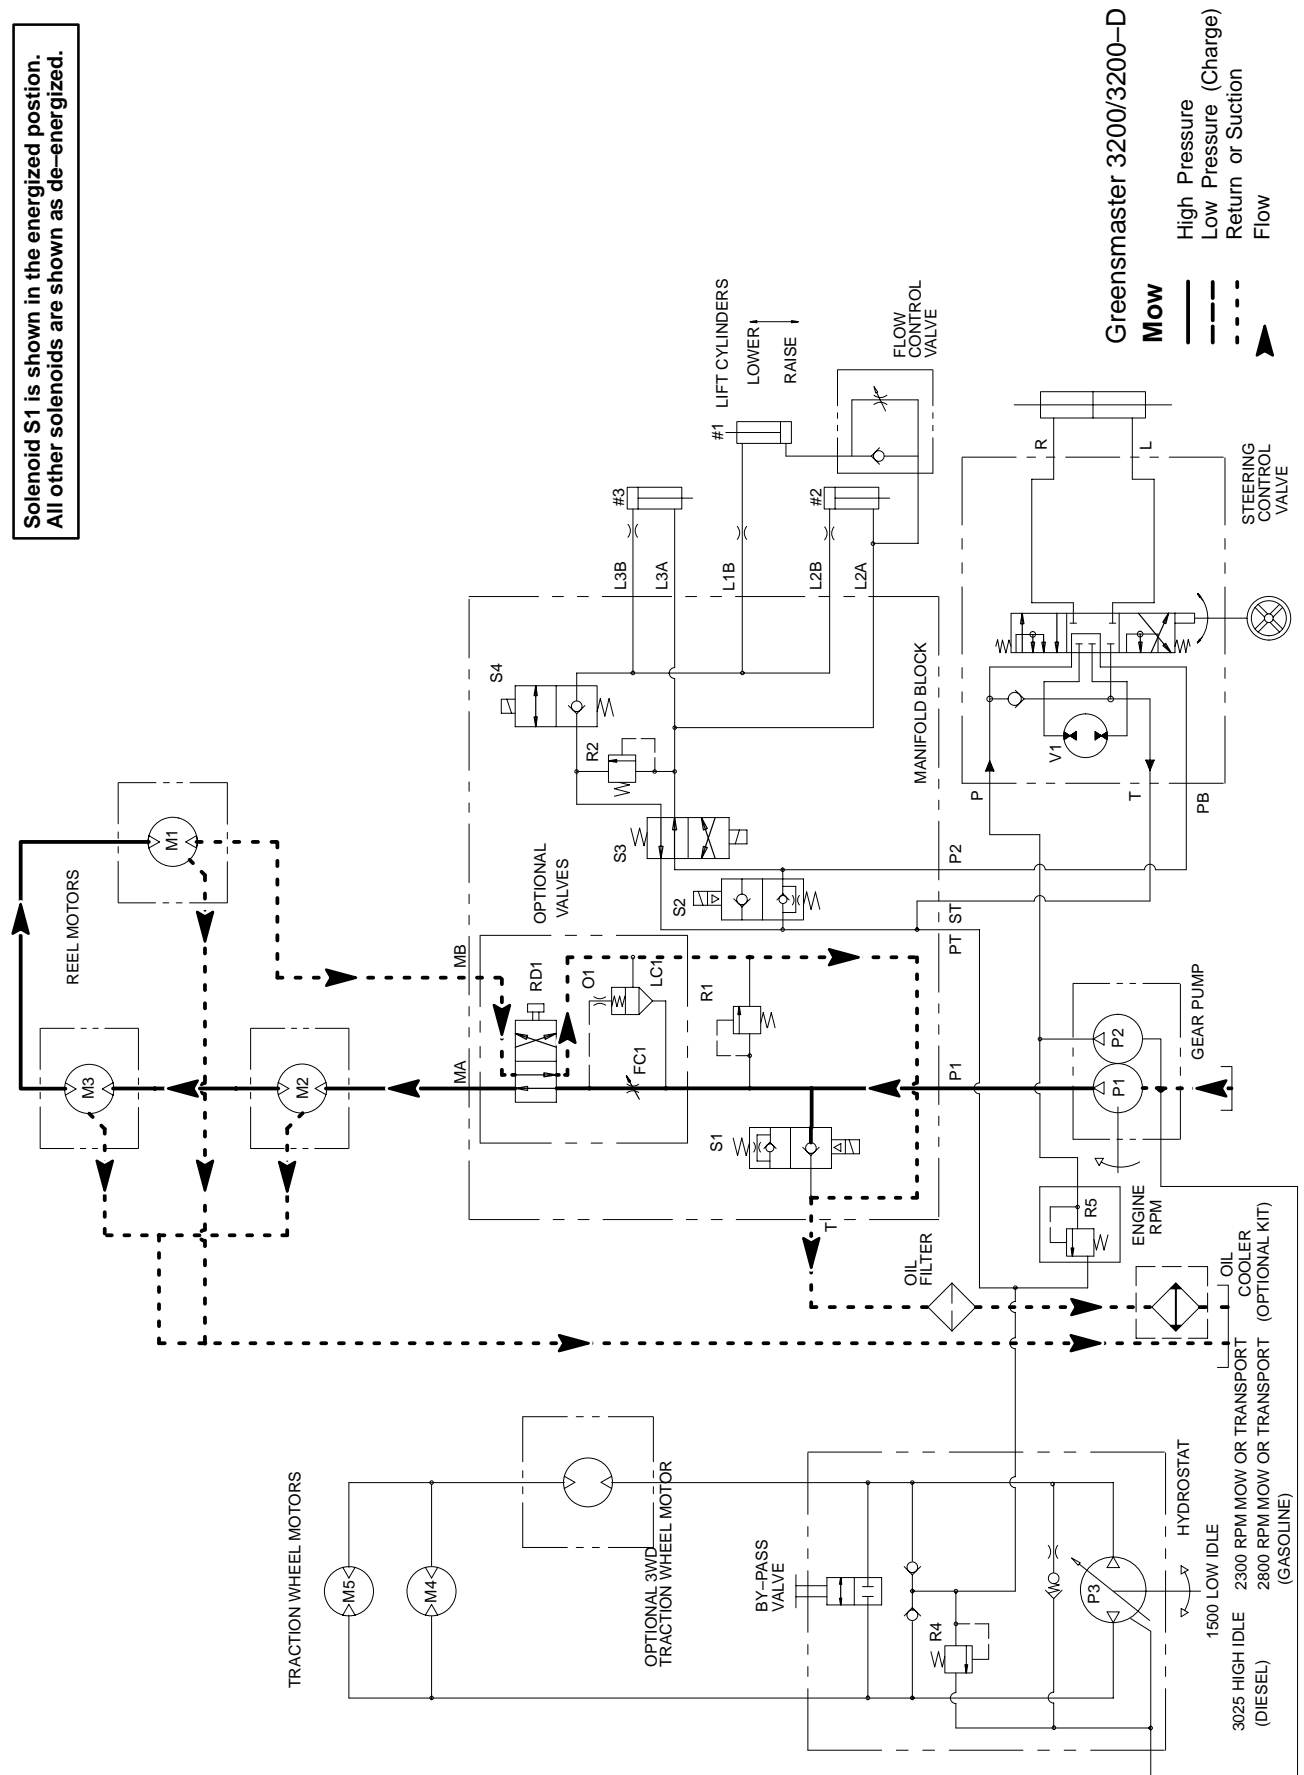 Solenoid S1 is shown in the energized postion.
All other solenoids are shown as de–energized.
REEL MOTORS
M1
M3
M2
MA
MB
OPTIONAL
VALVES
RD1
O1
LC1
FC1
R1
S1
S2
S3
R2
S4
L3B
L3A
L1B
L2B
L2A
#3
#1
#2
LIFT CYLINDERS
LOWER
RAISE
FLOW
CONTROL
VALVE
MANIFOLD BLOCK
T
P1
PT
ST
P2
P
T
PB
V1
R
L
STEERING
CONTROL
VALVE
GEAR PUMP
P1
P2
ENGINE
RPM
R5
OIL
FILTER
OIL
COOLER
(OPTIONAL KIT)
TRACTION WHEEL MOTORS
M5
M4
OPTIONAL 3WD
TRACTION WHEEL MOTOR
BY–PASS
VALVE
R4
P3
HYDROSTAT
1500 LOW IDLE
3025 HIGH IDLE
(DIESEL)
2300 RPM MOW OR TRANSPORT
2800 RPM MOW OR TRANSPORT
(GASOLINE)
Greensmaster 3200/3200–D
Mow
High Pressure
Low Pressure (Charge)
Return or Suction
Flow